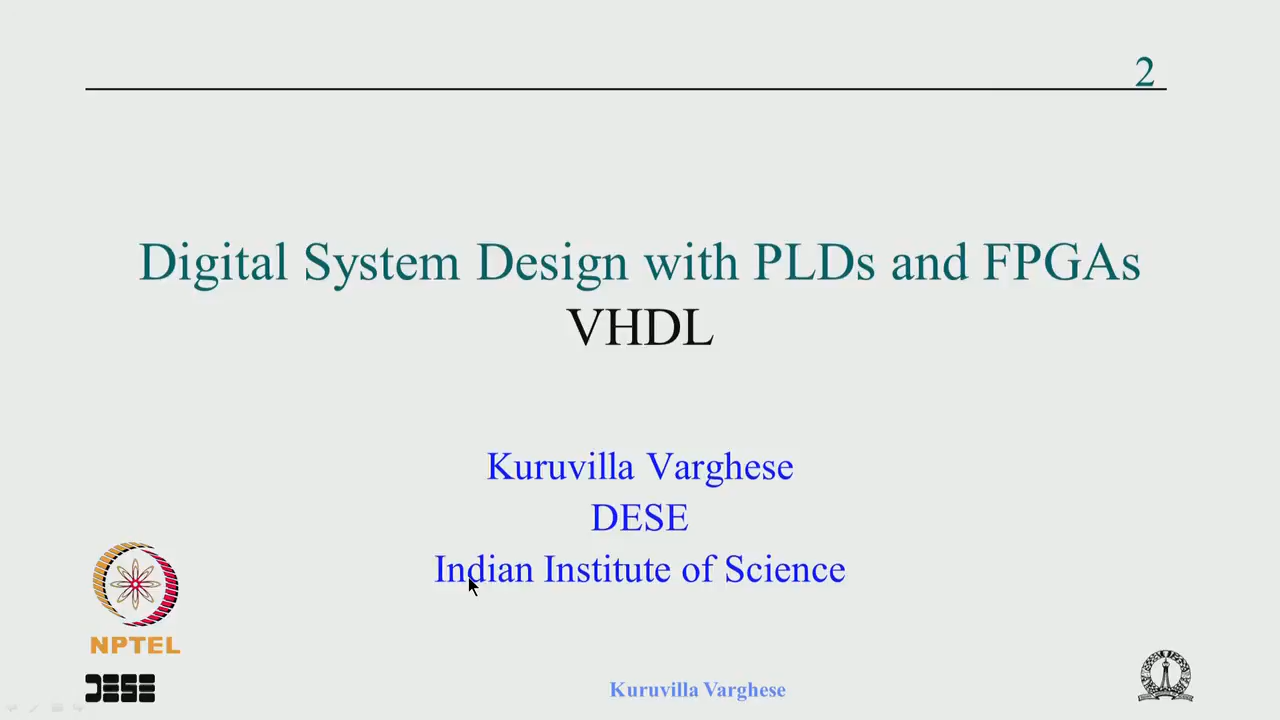 2
Digital System Design with PLDs and FPGAs
VHDL
Kuruvilla Varghese
DESE
Indian Institute of Science
NPTEL
DESE
Kuruvilla Varghese